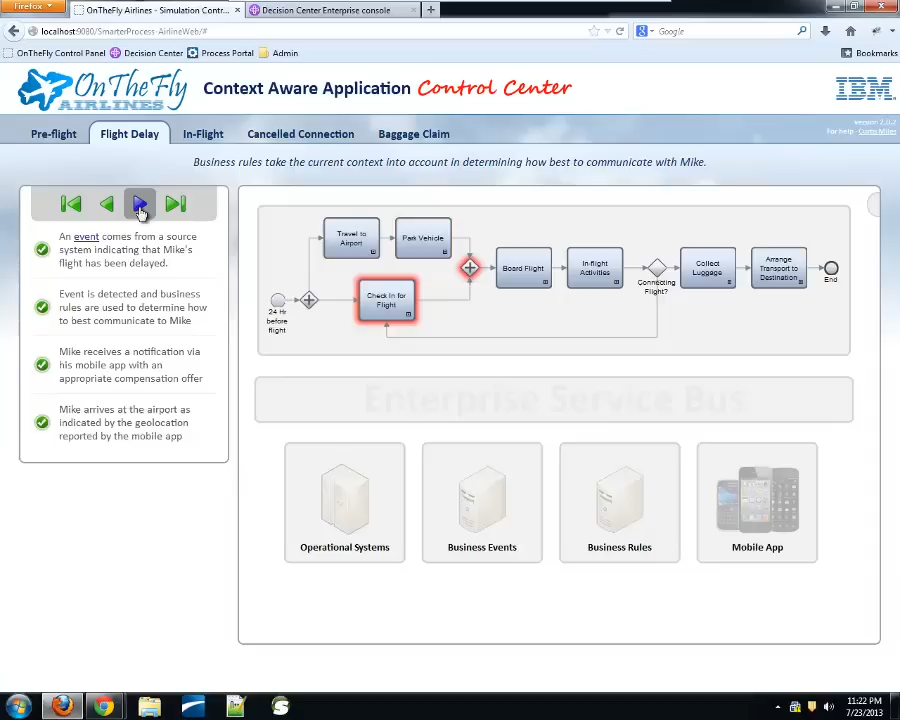 Firefox
OnTheFly Airlines - Simulation Contr...
Decision Center Enterprise console
localhost:9080/SmarterProcess-AirlineWeb/#
Google
OnTheFly Control Panel
Decision Center
Process Portal
Admin
Bookmarks
OnTheFly
AIRLINES
Context Aware Application Control Center
IBM
version 2.0.2
For help - Curtis Miles
Pre-flight
Flight Delay
In-Flight
Cancelled Connection
Baggage Claim
Business rules take the current context into account in determining how best to communicate with Mike.
An event comes from a source
system indicating that Mike's
flight has been delayed.
Event is detected and business
rules are used to determine how
to best communicate to Mike
Mike receives a notification via
his mobile app with an
appropriate compensation offer
Mike arrives at the airport as
indicated by the geolocation
reported by the mobile app
Travel to
Airport
Park Vehicle
Board Flight
In-flight
Activities
Connecting
Flight?
Collect
Luggage
Arrange
Transport to
Destination
End
24 Hr
before
flight
Check In for
Flight
Enterprise Service Bus
Operational Systems
Business Events
Business Rules
Mobile App
11:22 PM
7/23/2013